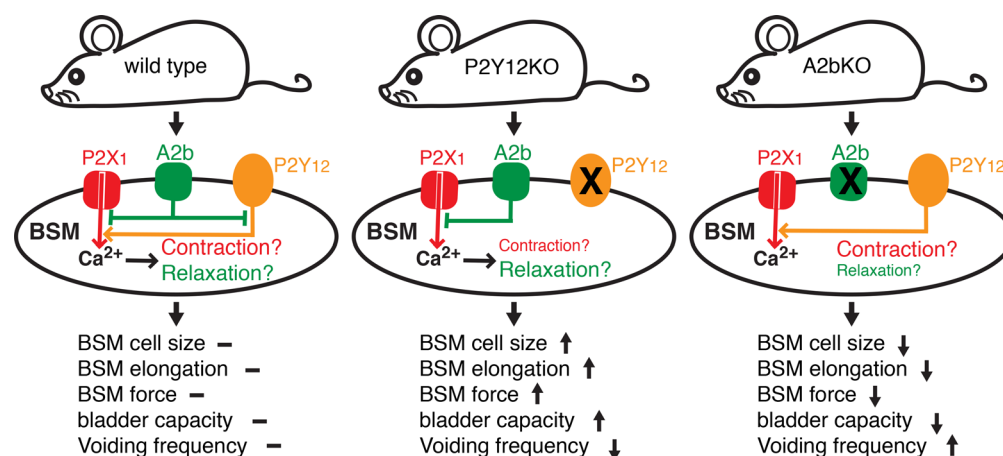 wild type
P2X1
A2b
P2Y12
BSM
Ca2+
Contraction?
Relaxation?
BSM cell size –
BSM elongation –
BSM force –
bladder capacity –
Voiding frequency –
P2Y12KO
P2X1
A2b
P2Y12
X
BSM
Ca2+
Contraction?
Relaxation?
BSM cell size ↑
BSM elongation ↑
BSM force ↑
bladder capacity ↑
Voiding frequency ↓
A2bKO
P2X1
A2b
P2Y12
X
BSM
Ca2+
Contraction?
Relaxation?
BSM cell size ↓
BSM elongation ↓
BSM force ↓
bladder capacity ↓
Voiding frequency ↑